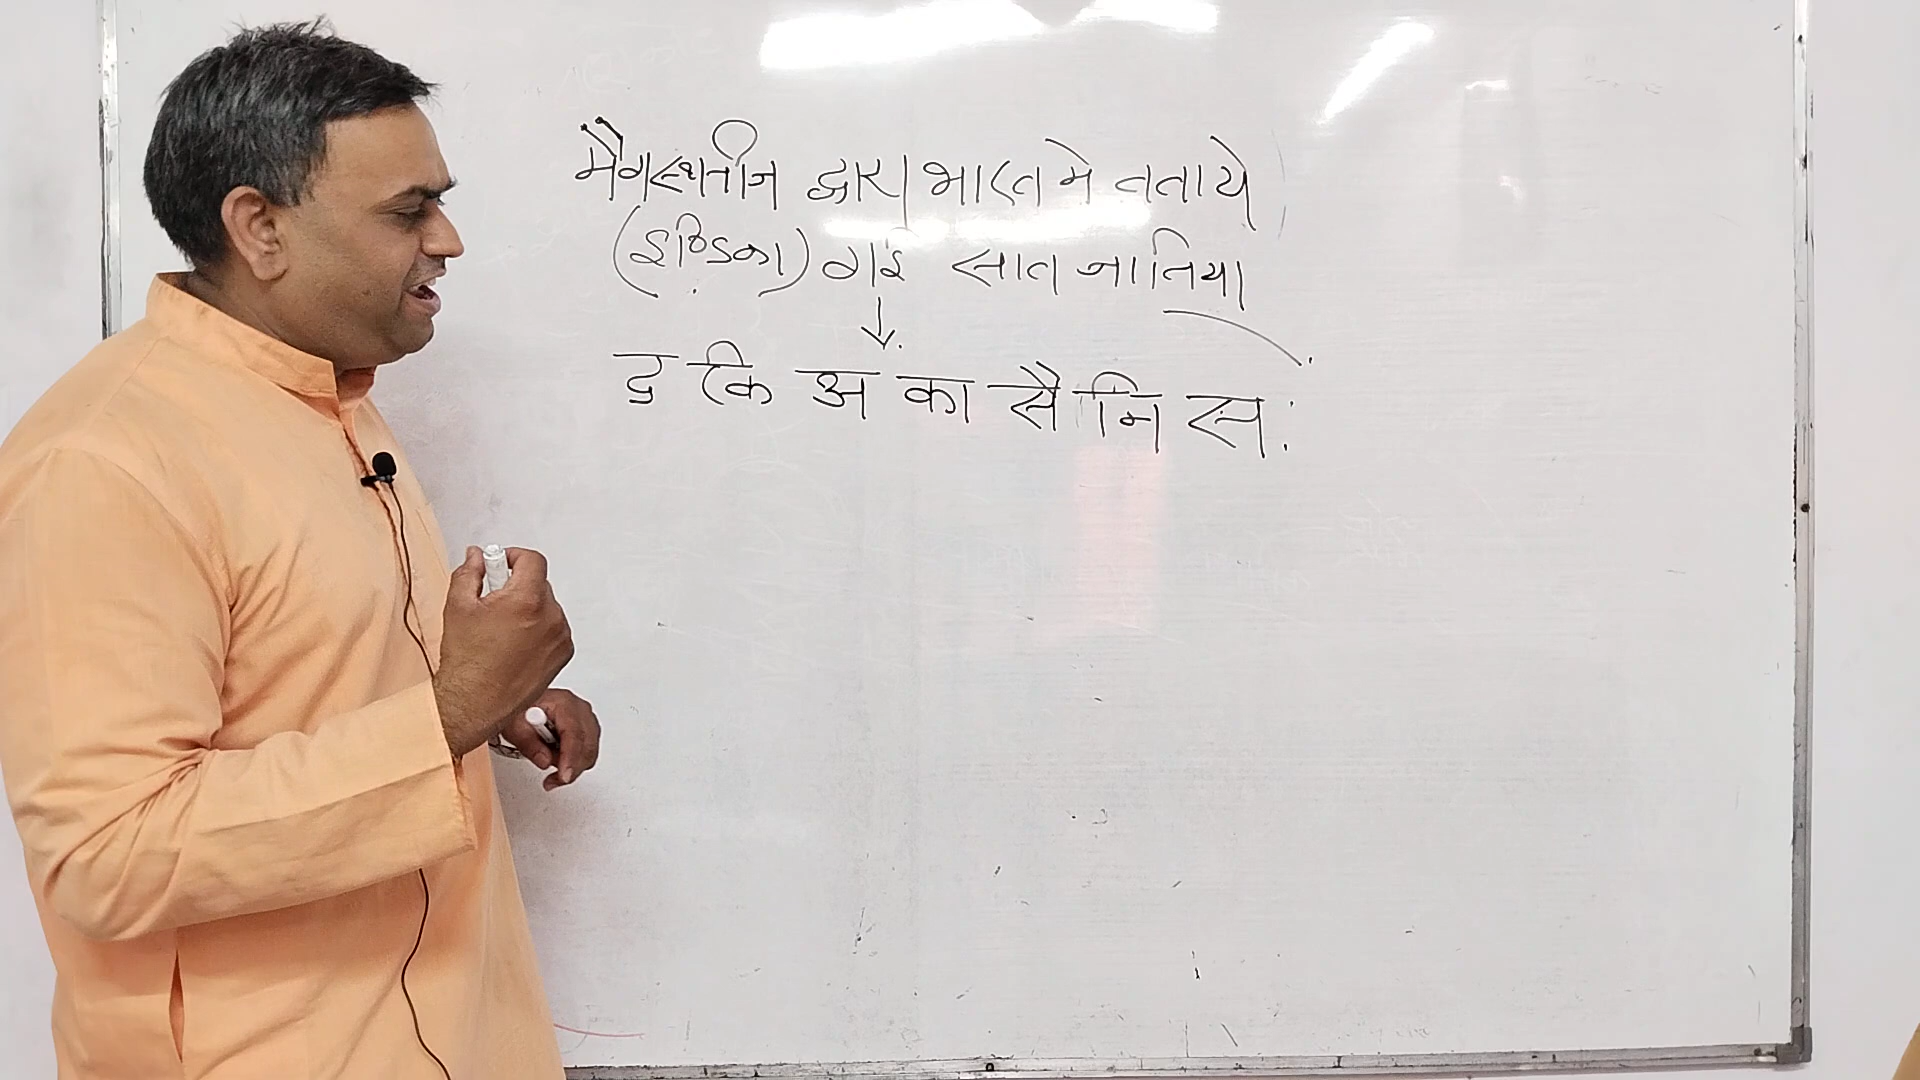 मैगस्थनीज द्वारा भारत मे बताये
(इण्डिका) गई सात जातिया
द कि अ का सै नि स